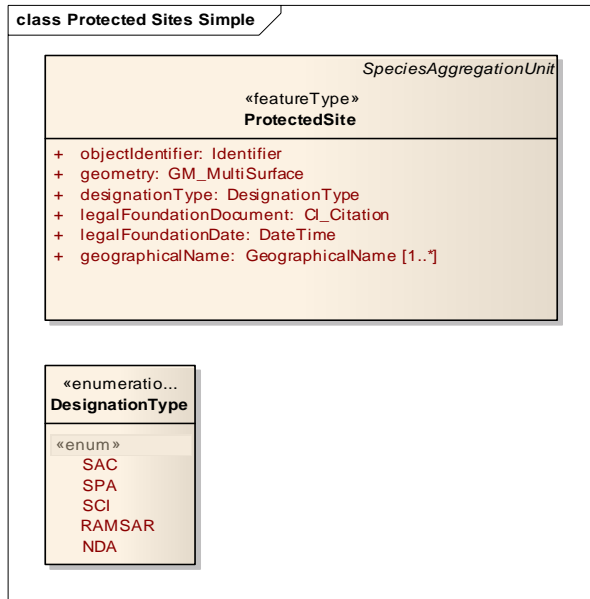 class Protected Sites Simple
SpeciesAggregationUnit
«featureType»
ProtectedSite
+ objectIdentifier: Identifier
+ geometry: GM_MultiSurface
+ designationType: DesignationType
+ legalFoundationDocument: CI_Citation
+ legalFoundationDate: DateTime
+ geographicalName: GeographicalName [1..*]
«enumeratio...
DesignationType
«enum»
SAC
SPA
SCI
RAMSAR
NDA